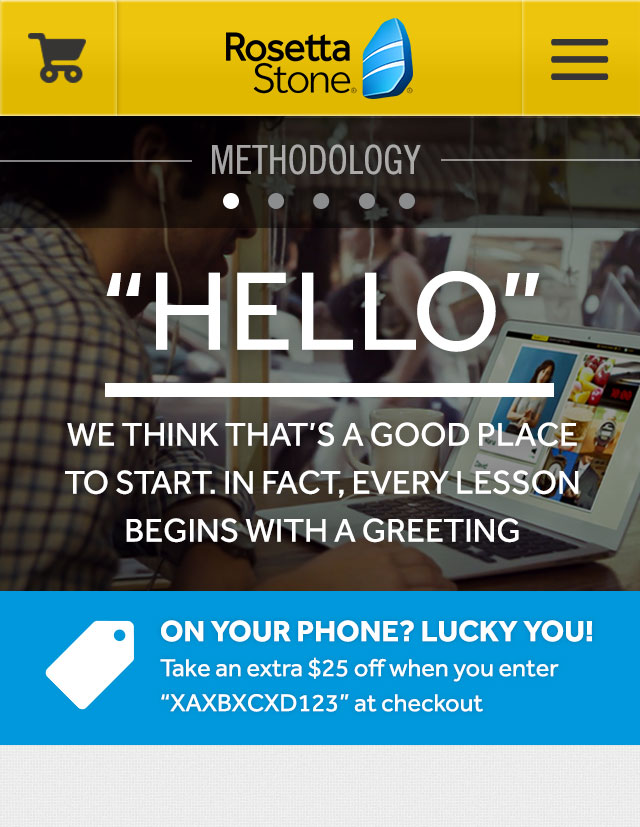 Rosetta
Stone®
METHODOLOGY
“HELLO”
WE THINK THAT’S A GOOD PLACE
TO START. IN FACT, EVERY LESSON
BEGINS WITH A GREETING
ON YOUR PHONE? LUCKY YOU!
Take an extra $25 off when you enter
“XAXBXCXD123” at checkout